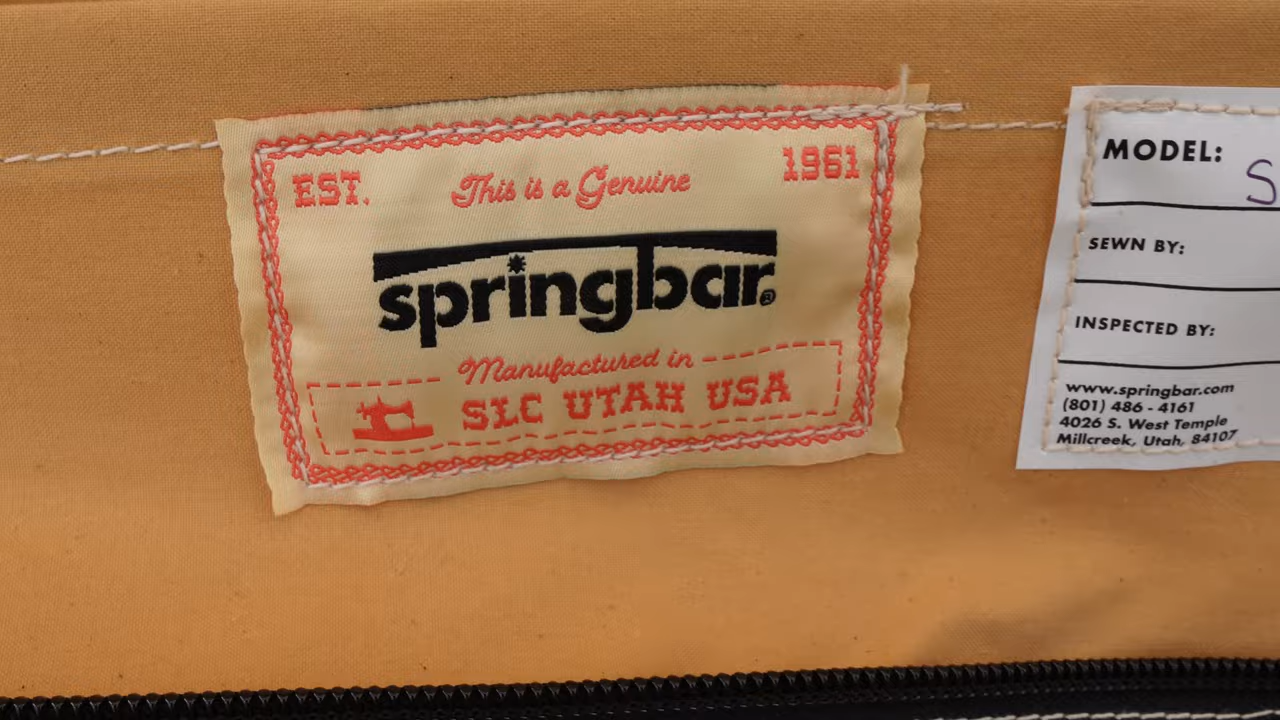 EST. This is a Genuine 1961
springbar®
Manufactured in
SLC UTAH USA
MODEL: S
SEWN BY:
INSPECTED BY:
www.springbar.com
(801) 486 - 4161
4026 S. West Temple
Millcreek, Utah, 84107